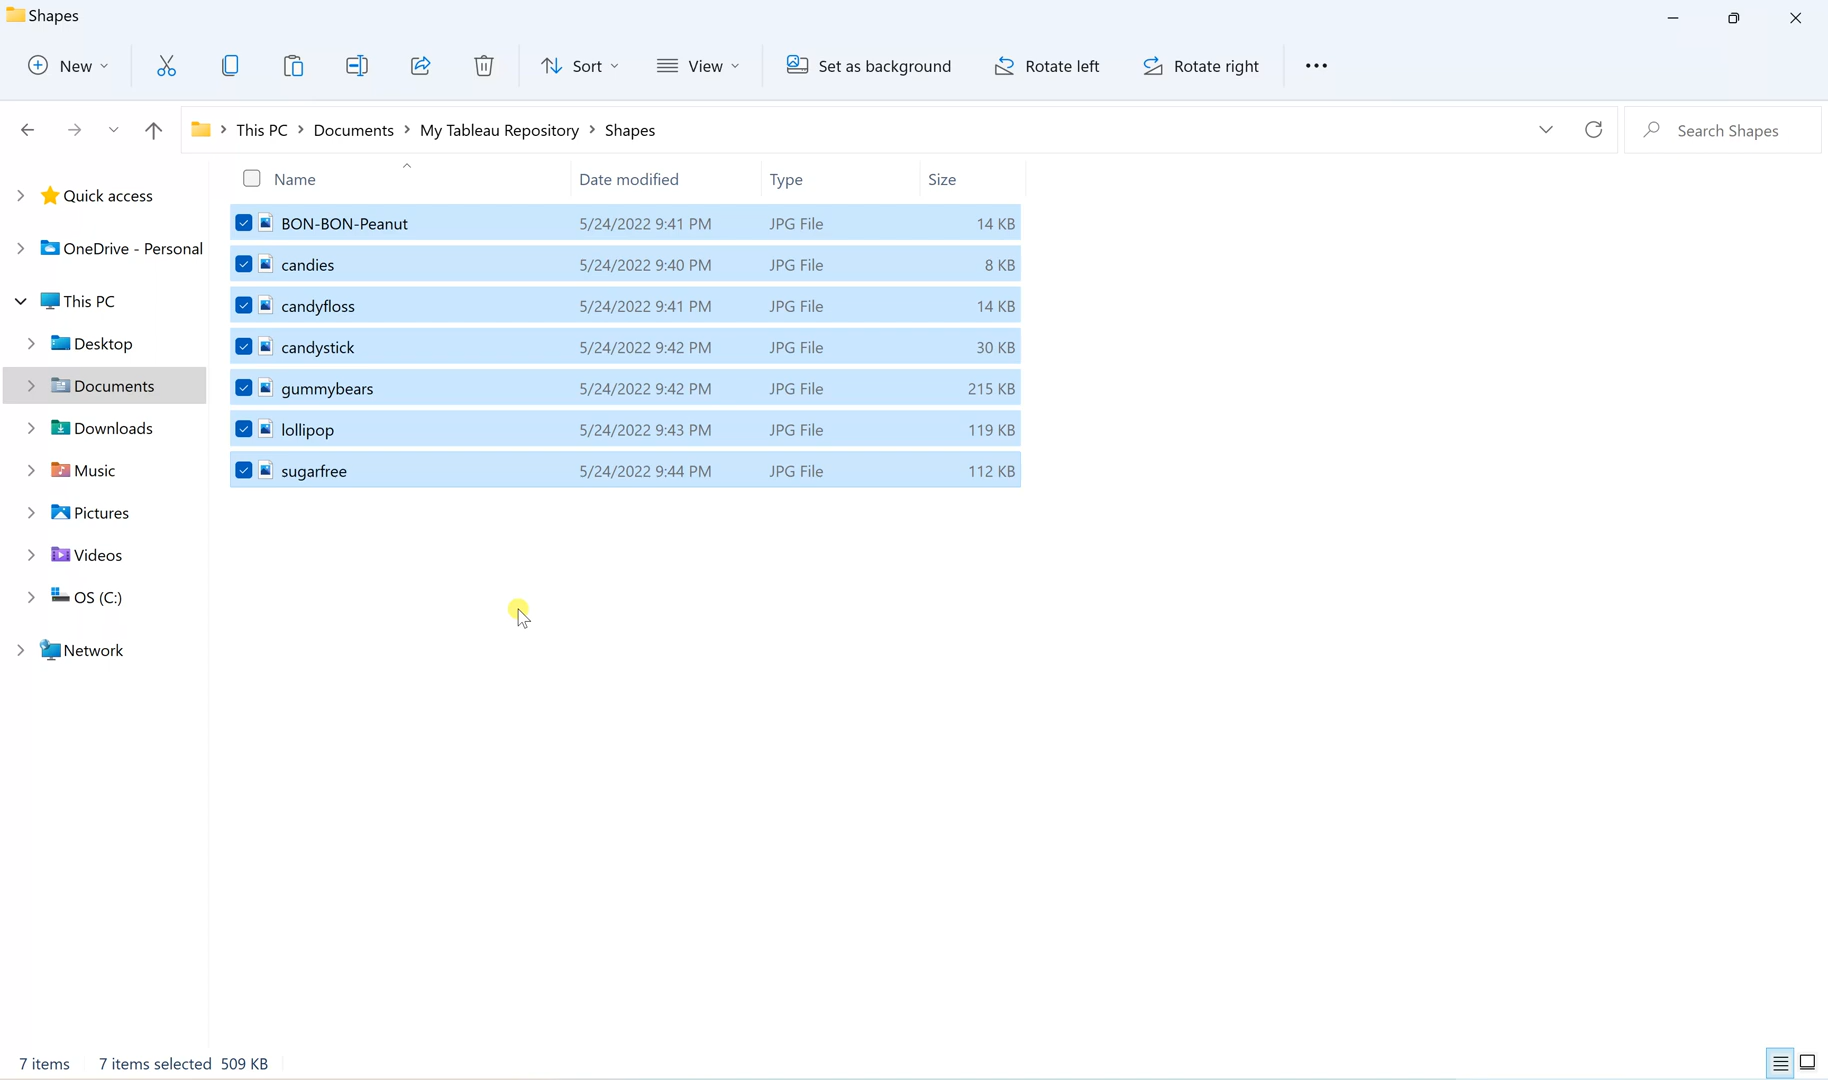 Shapes
New
Sort
View
Set as background
Rotate left
Rotate right
This PC > Documents > My Tableau Repository > Shapes
Search Shapes
Quick access
OneDrive - Personal
This PC
Desktop
Documents
Downloads
Music
Pictures
Videos
OS (C:)
Network
Name Date modified Type Size
BON-BON-Peanut 5/24/2022 9:41 PM JPG File 14 KB
candies 5/24/2022 9:40 PM JPG File 8 KB
candyfloss 5/24/2022 9:41 PM JPG File 14 KB
candystick 5/24/2022 9:42 PM JPG File 30 KB
gummybears 5/24/2022 9:42 PM JPG File 215 KB
lollipop 5/24/2022 9:43 PM JPG File 119 KB
sugarfree 5/24/2022 9:44 PM JPG File 112 KB
7 items 7 items selected 509 KB